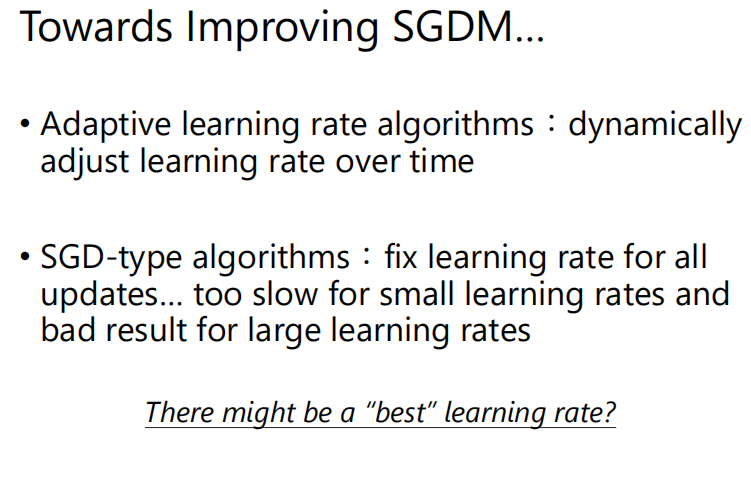 Towards Improving SGDM...
• Adaptive learning rate algorithms：dynamically
adjust learning rate over time
• SGD-type algorithms：fix learning rate for all
updates... too slow for small learning rates and
bad result for large learning rates
There might be a “best” learning rate?